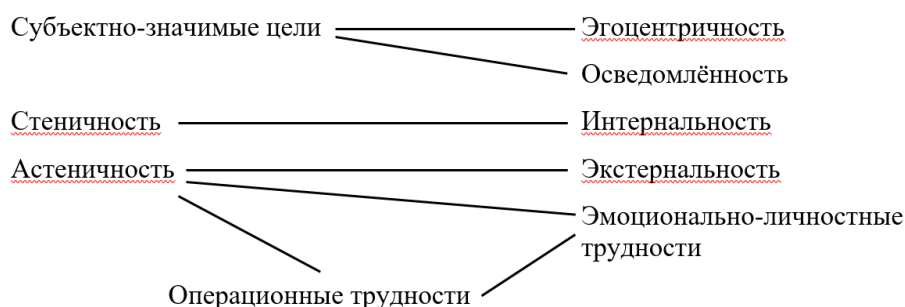 Субъектно-значимые цели
Эгоцентричность
Осведомлённость
Стеничность
Интернальность
Астеничность
Экстернальность
Эмоционально-личностные
трудности
Операционные трудности